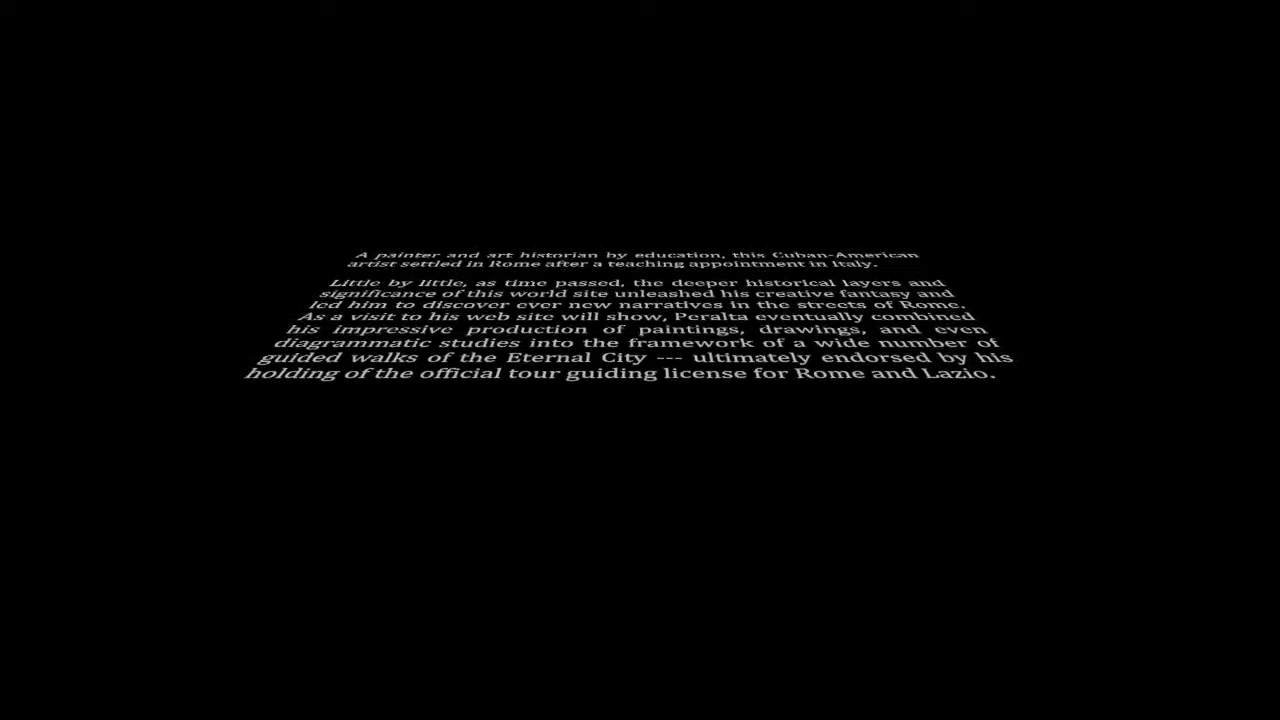 A painter and art historian by education, this Cuban-American
artist settled in Rome after a teaching appointment in Italy.
Little by little, as time passed, the deeper historical layers and
significance of this world site unleashed his creative fantasy and
led him to discover ever new narratives in the streets of Rome.
As a visit to his web site will show, Peralta eventually combined
his impressive production of paintings, drawings, and even
diagrammatic studies into the framework of a wide number of
guided walks of the Eternal City --- ultimately endorsed by his
holding of the official tour guiding license for Rome and Lazio.